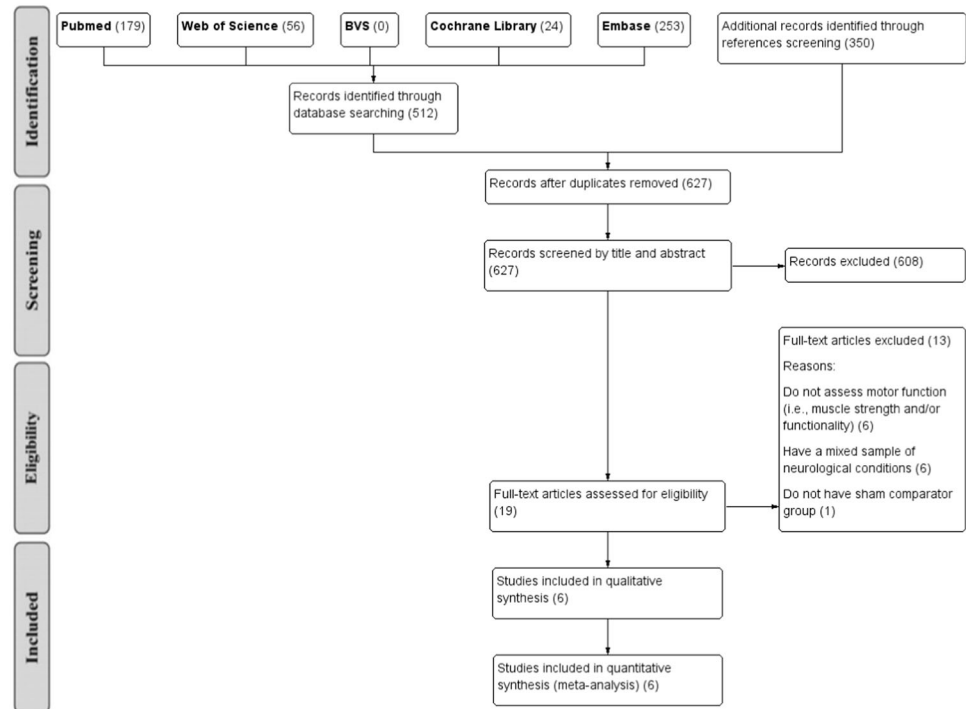 Identification
Pubmed (179)
Web of Science (56)
BVS (0)
Cochrane Library (24)
Embase (253)
Additional records identified through
references screening (350)
Records identified through
database searching (512)
Records after duplicates removed (627)
Screening
Records screened by title and abstract
(627)
Records excluded (608)
Eligibility
Full-text articles assessed for eligibility
(19)
Full-text articles excluded (13)
Reasons:
Do not assess motor function
(i.e., muscle strength and/or
functionality) (6)
Have a mixed sample of
neurological conditions (6)
Do not have sham comparator
group (1)
Included
Studies included in qualitative
synthesis (6)
Studies included in quantitative
synthesis (meta-analysis) (6)